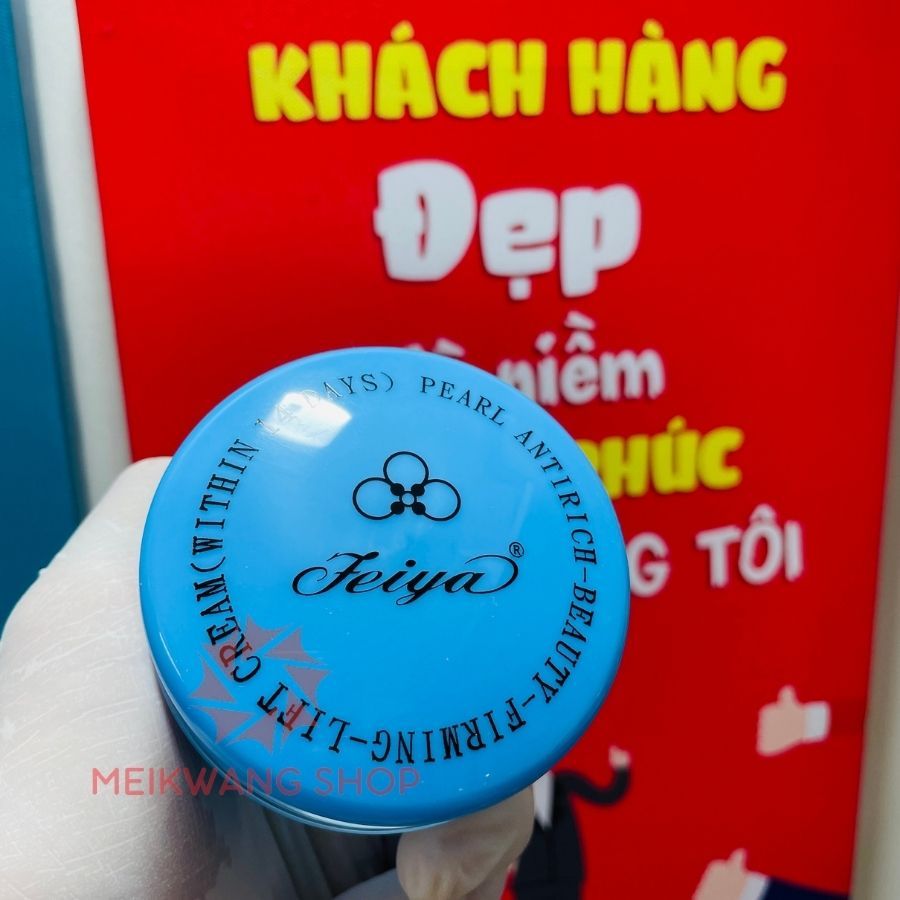 KHÁCH HÀNG
Đẹp
niềm
PHÚC
TÔI
PEARL ANTIRICH-BEAUTY-FIRMING-LIFT CREAM(WITHIN 14 DAYS)
Feiya®
MEIKWANG SHOP